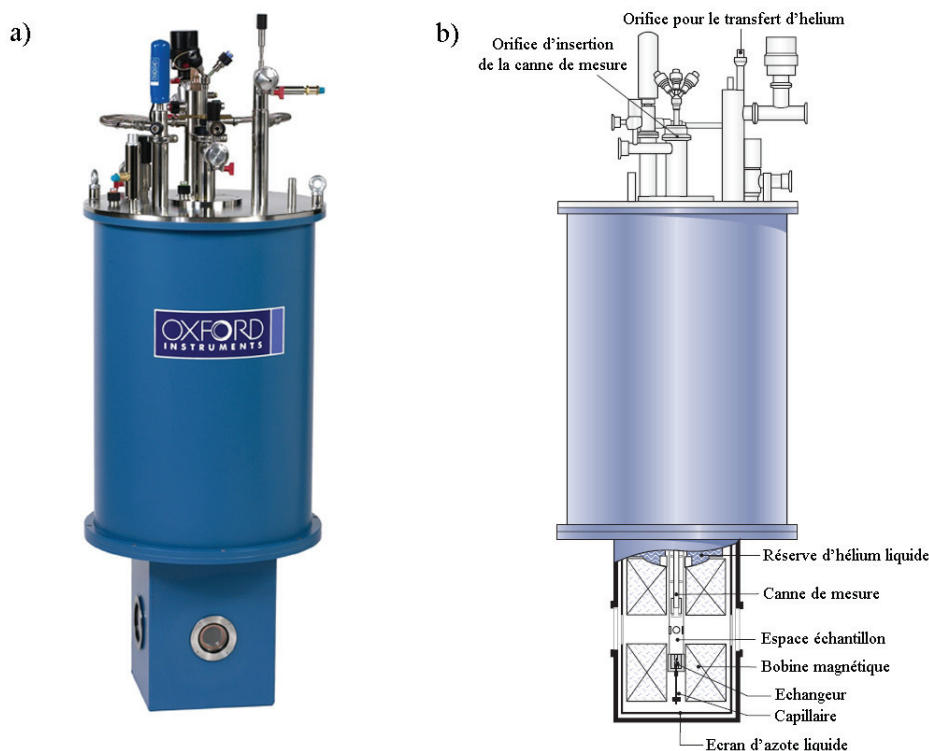 a)
b)
Orifice pour le transfert d'helium
Orifice d'insertion
de la canne de mesure
OXFORD
INSTRUMENTS
Réserve d'hélium liquide
Canne de mesure
Espace échantillon
Bobine magnétique
Echangeur
Capillaire
Ecran d'azote liquide